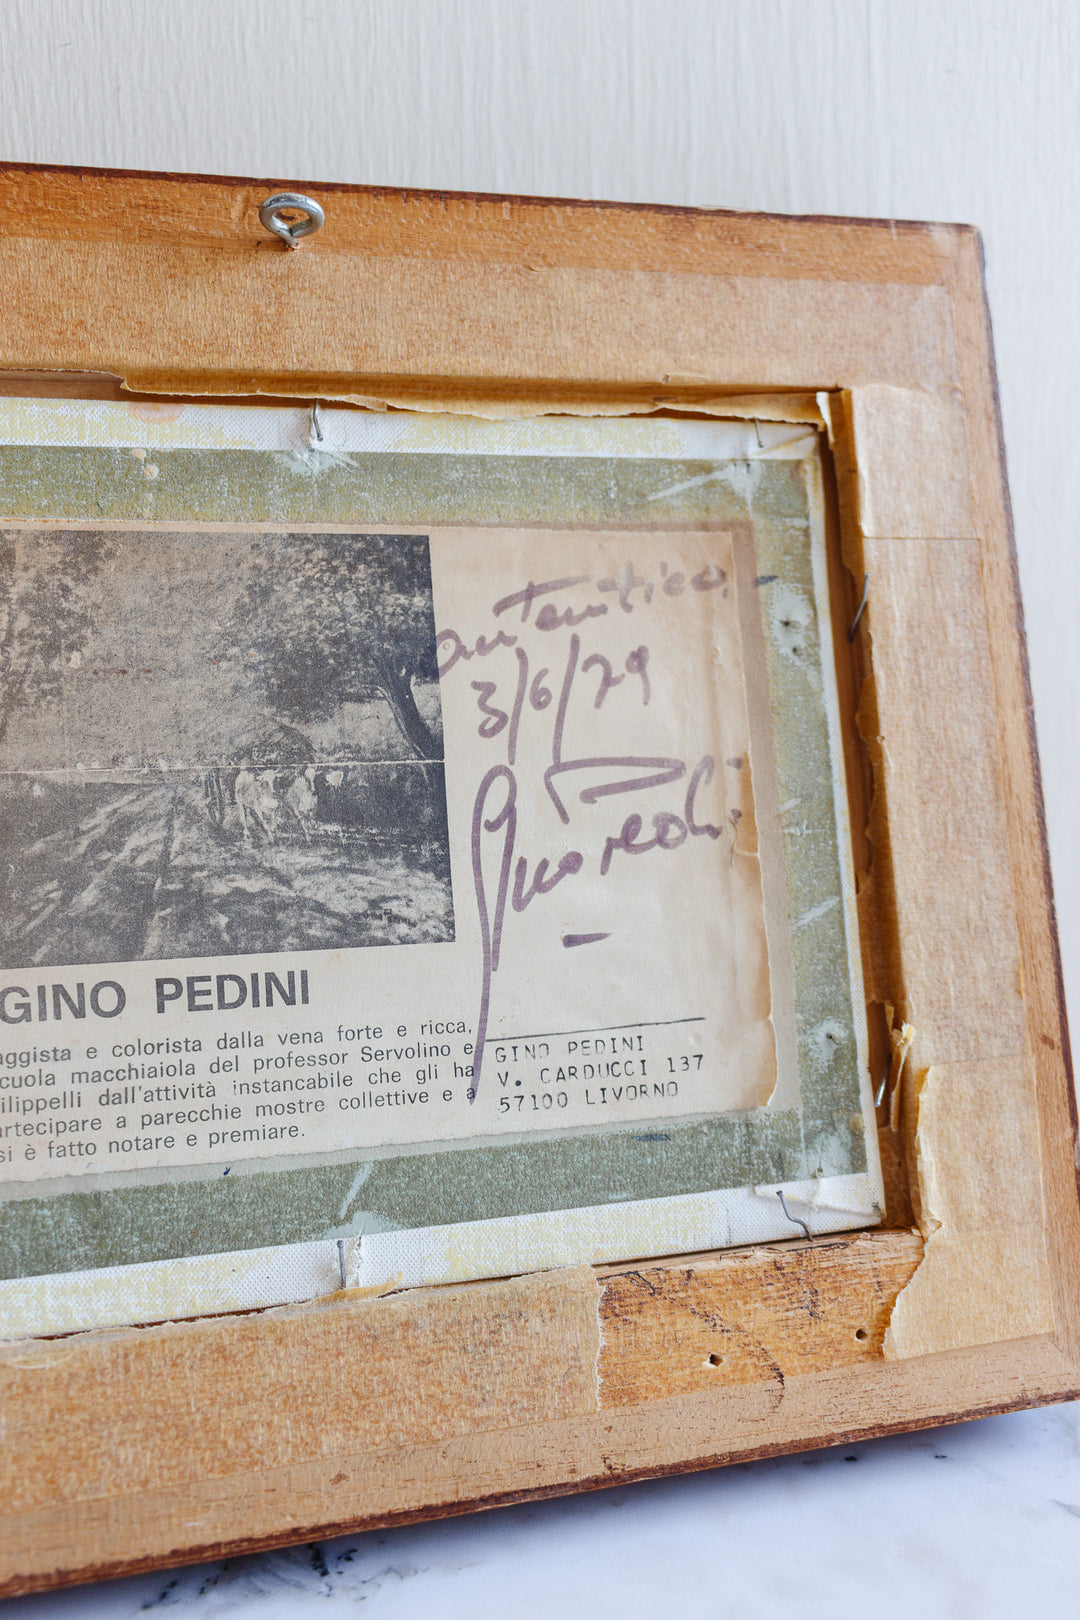 autentico.
3/6/79
GINO PEDINI
aggista e colorista dalla vena forte e ricca,
cuola macchiaiola del professor Servolino e
ilippelli dall'attività instancabile che gli ha
artecipare a parecchie mostre collettive e a
si è fatto notare e premiare.
GINO PEDINI
V. CARDUCCI 137
57100 LIVORNO